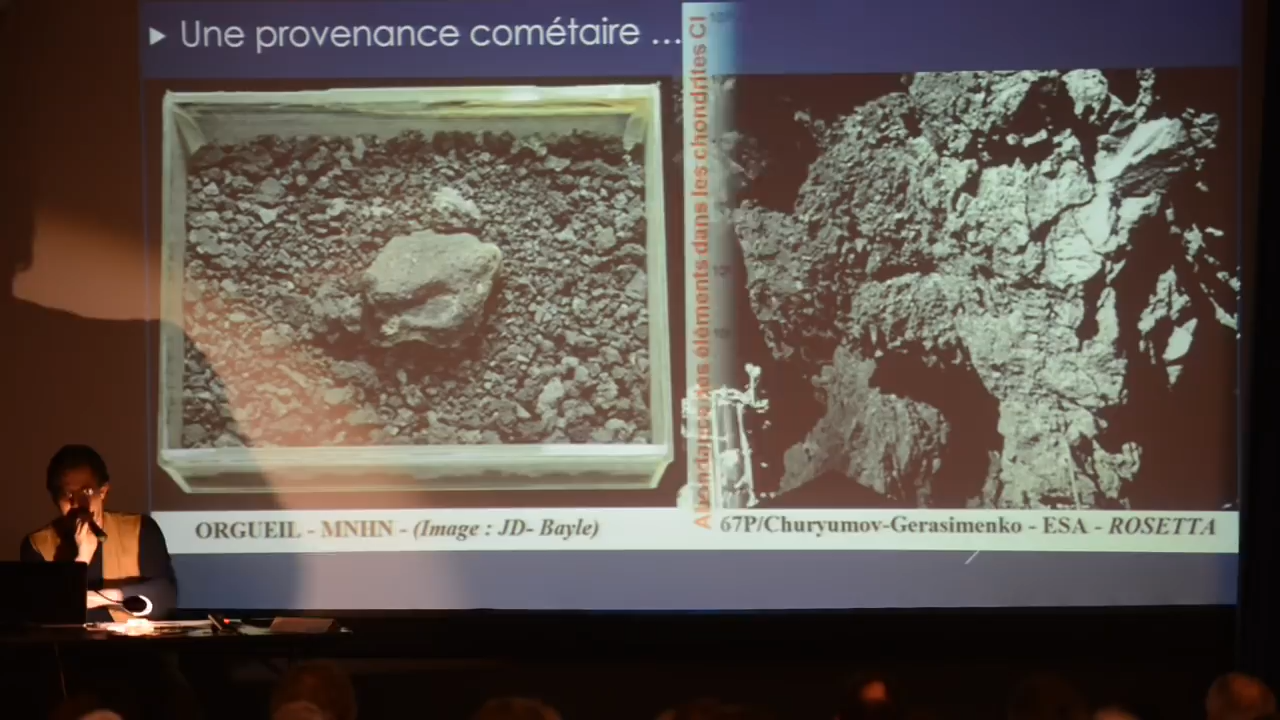 ▶ Une provenance cométaire ...
Abondance des éléments dans les chondrites CI
ORGUEIL - MNHN - (Image : JD- Bayle)
67P/Churyumov-Gerasimenko - ESA - ROSETTA